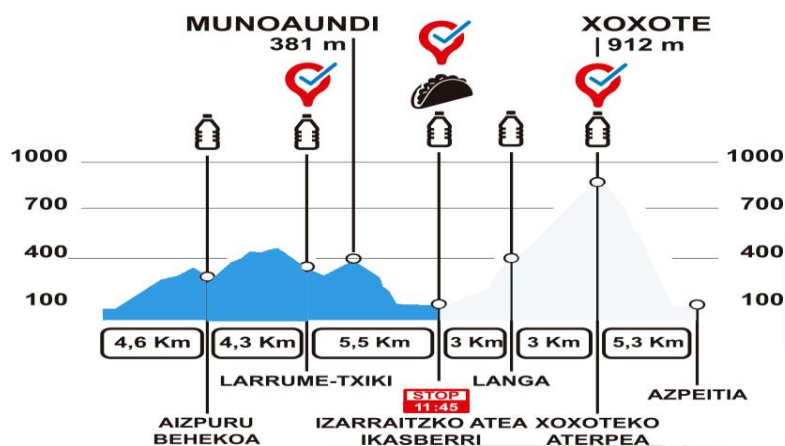 MUNOAUNDI
381 m
XOXOTE
912 m
1000
1000
700
700
400
400
100
100
4,6 Km
4,3 Km
5,5 Km
3 Km
3 Km
5,3 Km
LARRUME-TXIKI
STOP
11:45
LANGA
AZPEITIA
AIZPURU
BEHEKOA
IZARRAITZKO ATEA
IKASBERRI
XOXOTEKO
ATERPEA